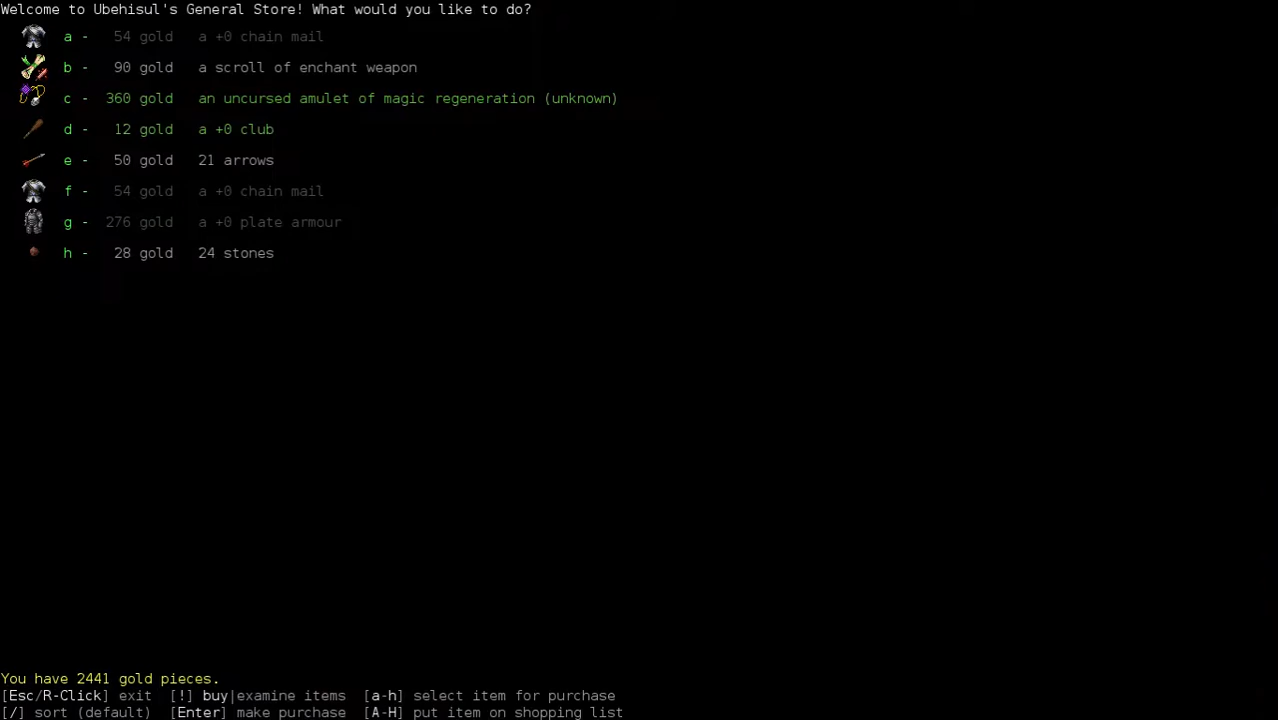 Welcome to Ubehisul's General Store! What would you like to do?
a - 54 gold a +0 chain mail
b - 90 gold a scroll of enchant weapon
c - 360 gold an uncursed amulet of magic regeneration (unknown)
d - 12 gold a +0 club
e - 50 gold 21 arrows
f - 54 gold a +0 chain mail
g - 276 gold a +0 plate armour
h - 28 gold 24 stones
You have 2441 gold pieces.
[Esc/R-Click] exit [!] buy|examine items [a-h] select item for purchase
[/] sort (default) [Enter] make purchase [A-H] put item on shopping list